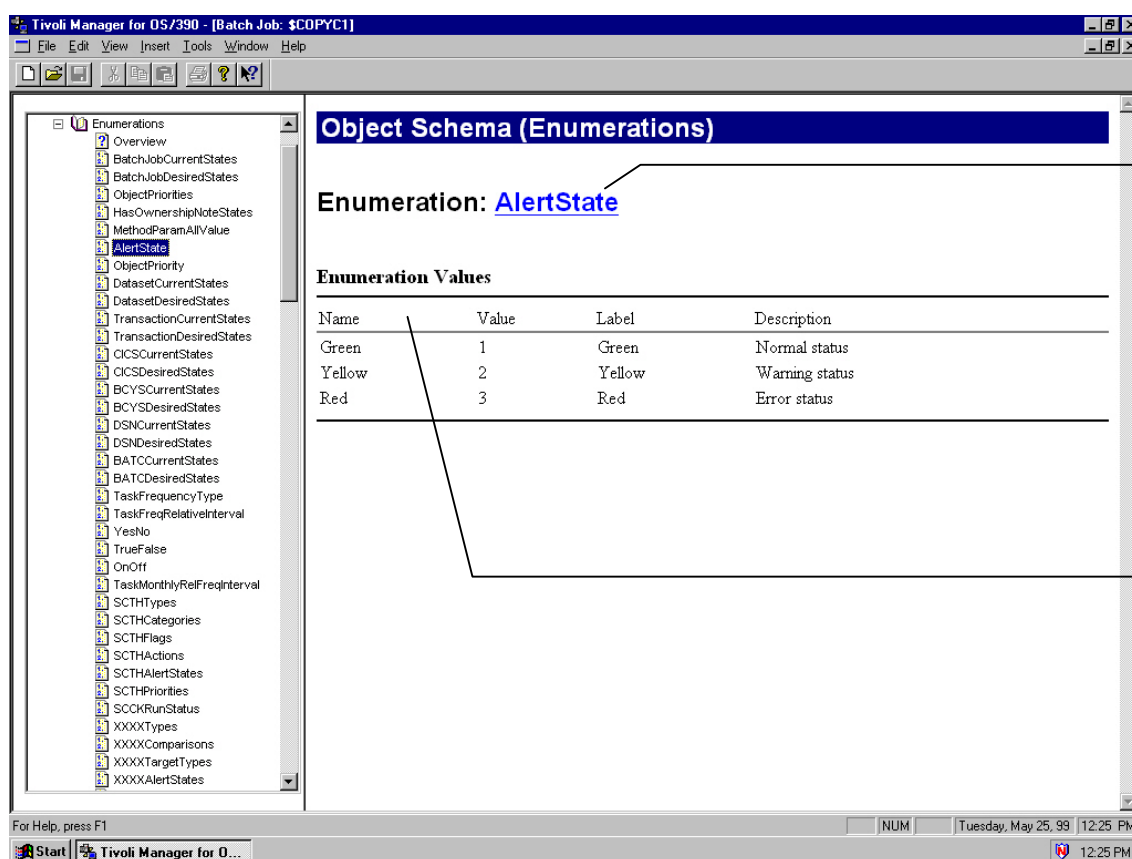 Tivoli Manager for OS/390 - [Batch Job: $COPYC1]
File Edit View Insert Tools Window Help
Enumerations
Overview
BatchJobCurrentStates
BatchJobDesiredStates
ObjectPriorities
HasOwnershipNoteStates
MethodParamAllValue
AlertState
ObjectPriority
DatasetCurrentStates
DatasetDesiredStates
TransactionCurrentStates
TransactionDesiredStates
CICSCurrentStates
CICSDesiredStates
BCYSCurrentStates
BCYSDesiredStates
DSNCurrentStates
DSNDesiredStates
BATCCurrentStates
BATCDesiredStates
TaskFrequencyType
TaskFreqRelativeInterval
YesNo
TrueFalse
OnOff
TaskMonthlyRelFreqInterval
SCTHTypes
SCTHCategories
SCTHFlags
SCTHActions
SCTHAlertStates
SCTHPriorities
SCCKRunStatus
XXXXTypes
XXXXComparisons
XXXXTargetTypes
XXXXAlertStates
Object Schema (Enumerations)
Enumeration: AlertState
Enumeration Values
Name Value Label Description
Green 1 Green Normal status
Yellow 2 Yellow Warning status
Red 3 Red Error status
For Help, press F1 NUM Tuesday, May 25, 99 12:25 PM
Start Tivoli Manager for O... 12:25 PM